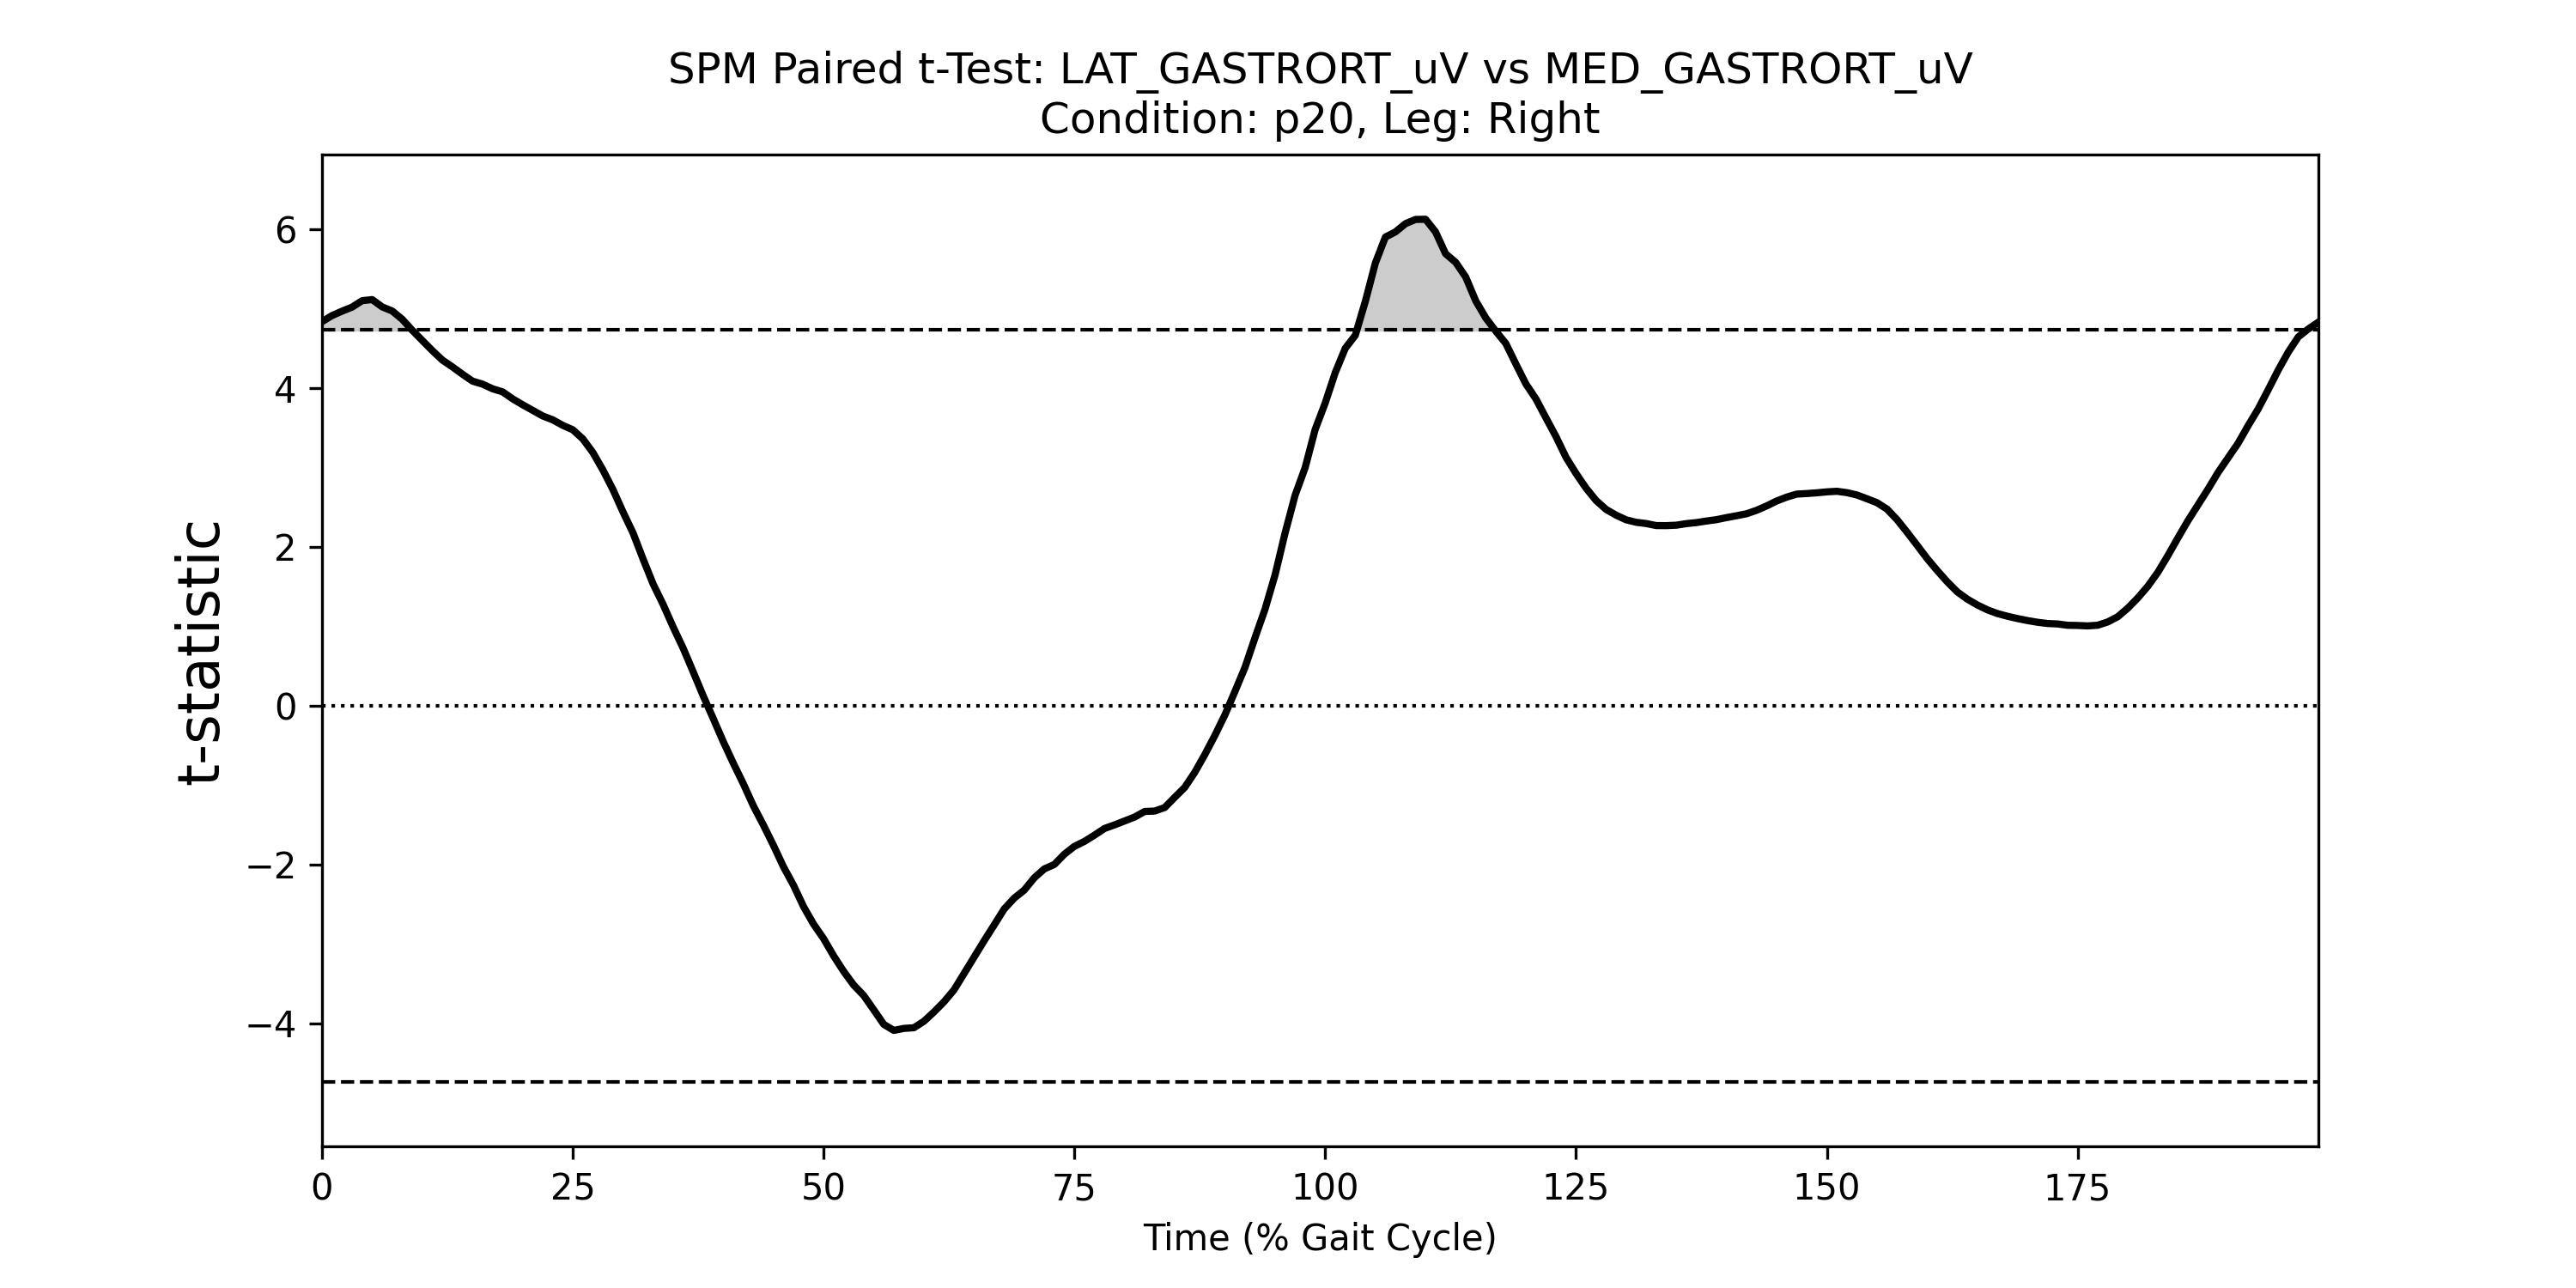 SPM Paired t-Test: LAT_GASTRORT_uV vs MED_GASTRORT_uV
Condition: p20, Leg: Right
t-statistic
6
4
2
0
−2
−4
0 25 50 75 100 125 150 175
Time (% Gait Cycle)